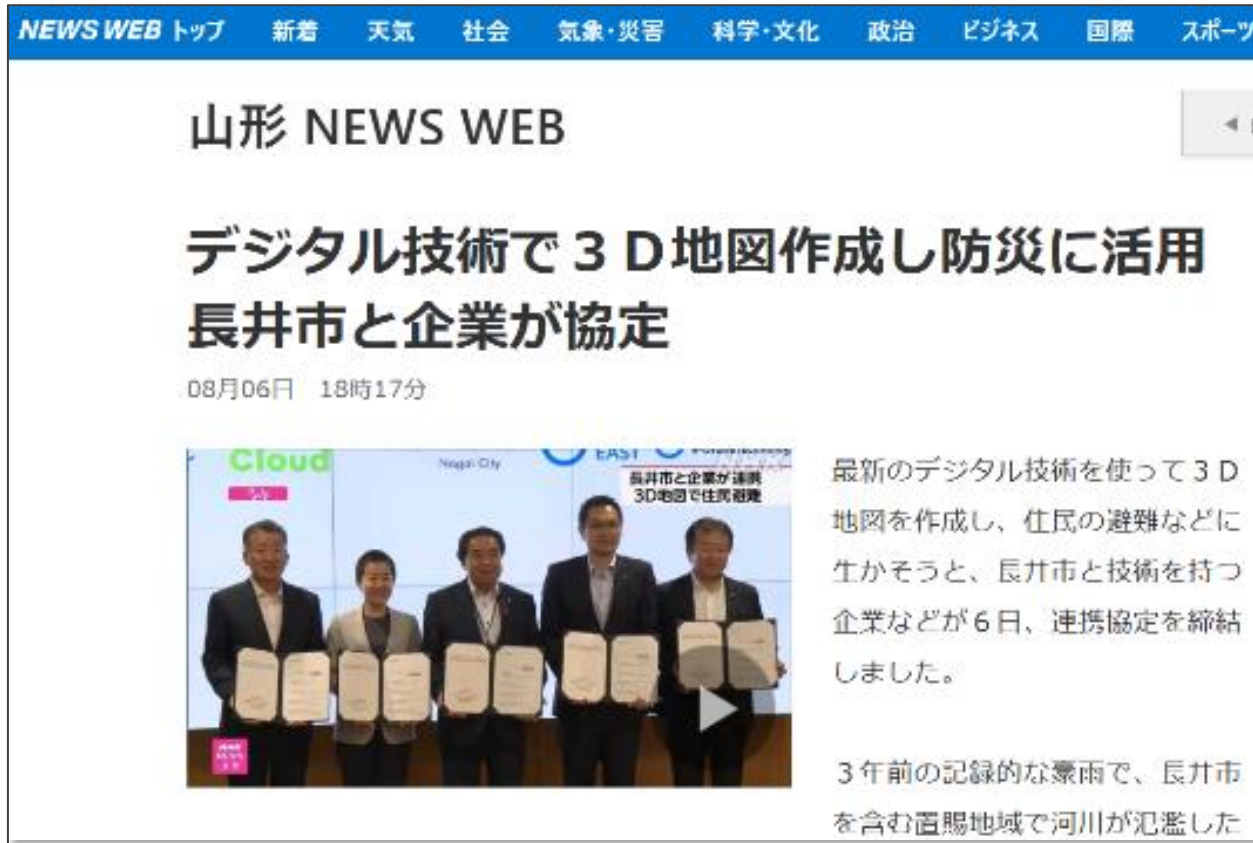 NEWS WEB トップ 新着 天気 社会 気象・災害 科学・文化 政治 ビジネス 国際 スポーツ
山形 NEWS WEB
デジタル技術で3D地図作成し防災に活用
長井市と企業が協定
08月06日 18時17分
Cloud
Nagai City
EAST
長井市と企業が連携
3D地図で住民避難
NHK
NEWS
最新のデジタル技術を使って3D
地図を作成し、住民の避難などに
生かそうと、長井市と技術を持つ
企業などが6日、連携協定を締結
しました。
3年前の記録的な豪雨で、長井市
を含む置賜地域で河川が氾濫した